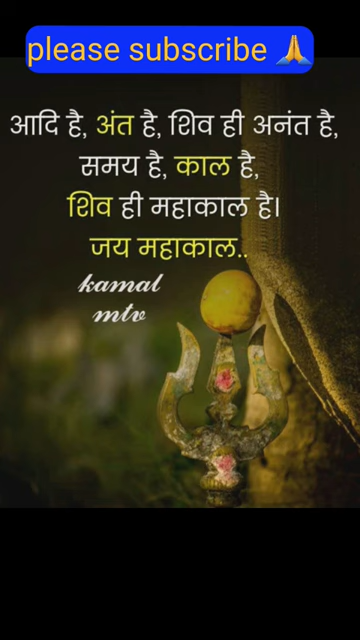 please subscribe 🙏
आदि है, अंत है, शिव ही अनंत है,
समय है, काल है,
शिव ही महाकाल है।
जय महाकाल..
kamal
mtv